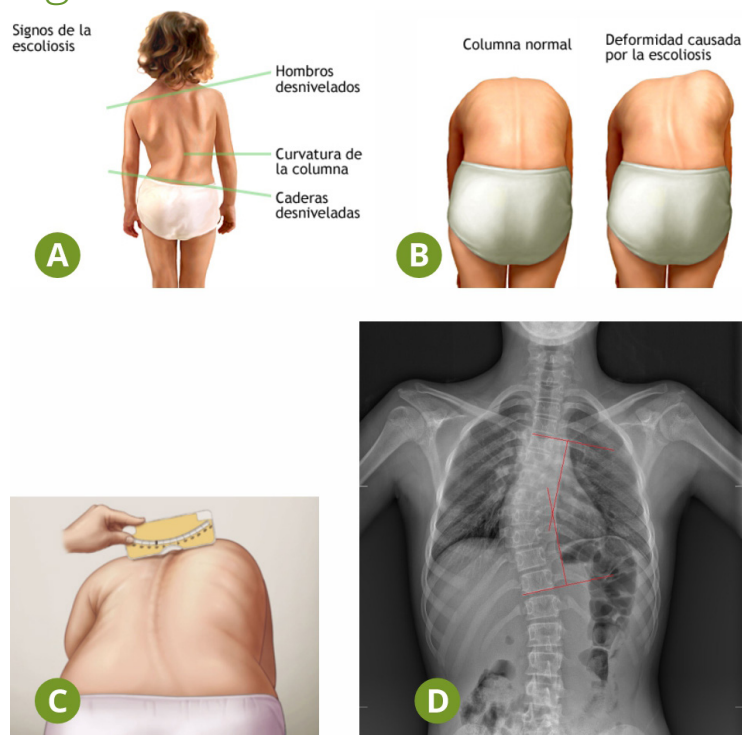 Signos de la
escoliosis
Hombros
desnivelados
Curvatura de
la columna
Caderas
desniveladas
A
Columna normal
Deformidad causada
por la escoliosis
B
C
D